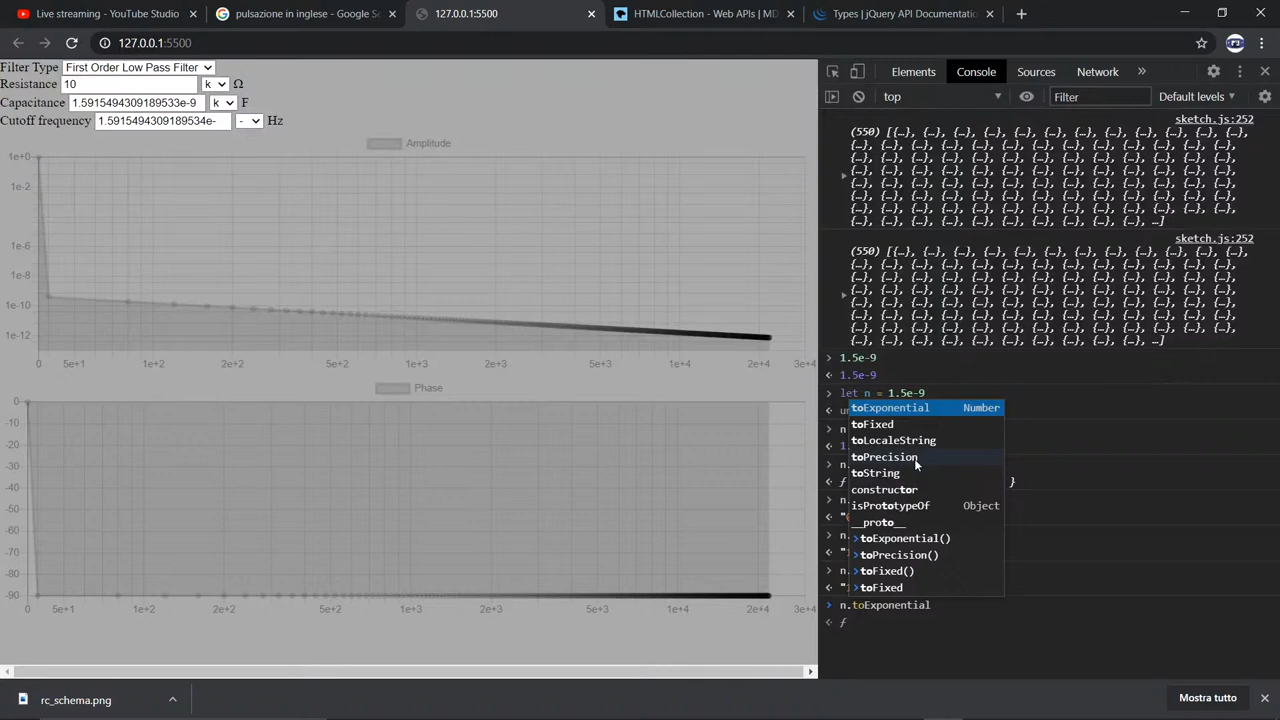 Live streaming - YouTube Studio
pulsazione in inglese - Google Se
127.0.0.1:5500
HTMLCollection - Web APIs | MD
Types | jQuery API Documentatio
127.0.0.1:5500
Filter Type First Order Low Pass Filter
Resistance 10 k Ω
Capacitance 1.5915494309189533e-9 k F
Cutoff frequency 1.5915494309189534e- - Hz
Amplitude
1e+0
1e-2
1e-6
1e-8
1e-10
1e-12
0 5e+1 1e+2 2e+2 5e+2 1e+3 2e+3 5e+3 1e+4 2e+4 3e+4
Phase
0
-10
-20
-30
-40
-50
-60
-70
-80
-90
0 5e+1 1e+2 2e+2 5e+2 1e+3 2e+3 5e+3 1e+4 2e+4 3e+4
Elements Console Sources Network »
top Filter Default levels
sketch.js:252
(550) [{…}, {…}, {…}, {…}, {…}, {…}, {…}, {…}, {…}, {…},
{…}, {…}, {…}, {…}, {…}, {…}, {…}, {…}, {…}, {…}, {…},
{…}, {…}, {…}, {…}, {…}, {…}, {…}, {…}, {…}, {…}, {…},
{…}, {…}, {…}, {…}, {…}, {…}, {…}, {…}, {…}, {…}, {…},
{…}, {…}, {…}, {…}, {…}, {…}, {…}, {…}, {…}, {…}, {…},
{…}, {…}, {…}, {…}, {…}, {…}, {…}, {…}, {…}, {…}, {…},
{…}, {…}, {…}, {…}, {…}, {…}, {…}, {…}, {…}, {…}, {…},
{…}, {…}, {…}, {…}, {…}, {…}, {…}, …]
sketch.js:252
(550) [{…}, {…}, {…}, {…}, {…}, {…}, {…}, {…}, {…}, {…},
{…}, {…}, {…}, {…}, {…}, {…}, {…}, {…}, {…}, {…}, {…},
{…}, {…}, {…}, {…}, {…}, {…}, {…}, {…}, {…}, {…}, {…},
{…}, {…}, {…}, {…}, {…}, {…}, {…}, {…}, {…}, {…}, {…},
{…}, {…}, {…}, {…}, {…}, {…}, {…}, {…}, {…}, {…}, {…},
{…}, {…}, {…}, {…}, {…}, {…}, {…}, {…}, {…}, {…}, {…},
{…}, {…}, {…}, {…}, {…}, {…}, {…}, {…}, {…}, {…}, {…},
{…}, {…}, {…}, {…}, {…}, {…}, {…}, …]
1.5e-9
1.5e-9
let n = 1.5e-9
toExponential Number
toFixed
toLocaleString
toPrecision
toString
constructor
isPrototypeOf Object
__proto__
toExponential()
toPrecision()
toFixed()
toFixed
n.toExponential
ƒ
rc_schema.png
Mostra tutto